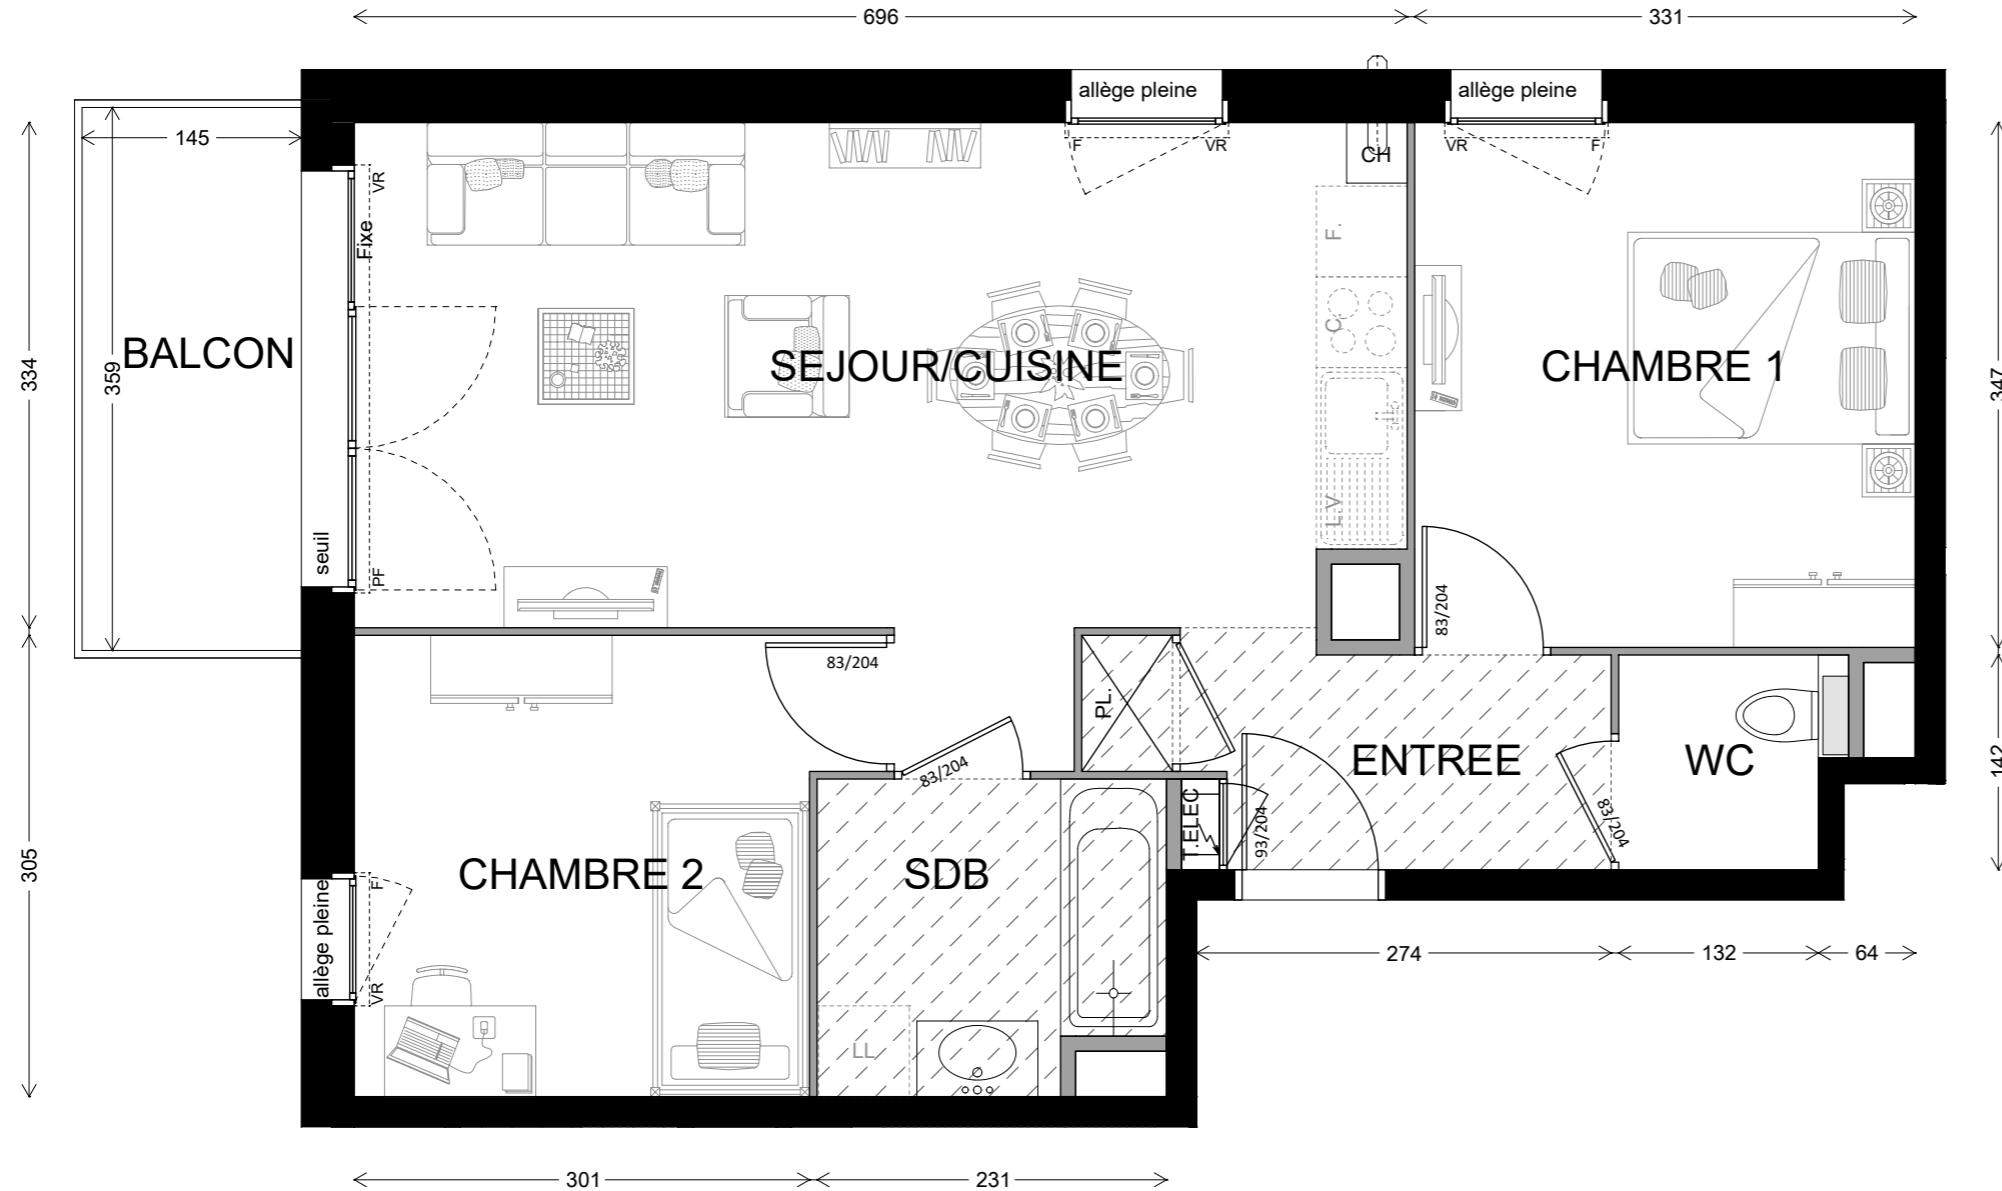 696
331
allège pleine
allège pleine
145
F
VR
CH
VR
F
VR
Fixe
F.
334
359
BALCON
SEJOUR/CUISINE
C.
CHAMBRE 1
347
L.V
seuil
PF
83/204
83/204
PL.
83/204
ENTREE
WC
142
T.ELEC
93/204
83/204
305
CHAMBRE 2
SDB
F
allège pleine
VR
274
132
64
LL
301
231